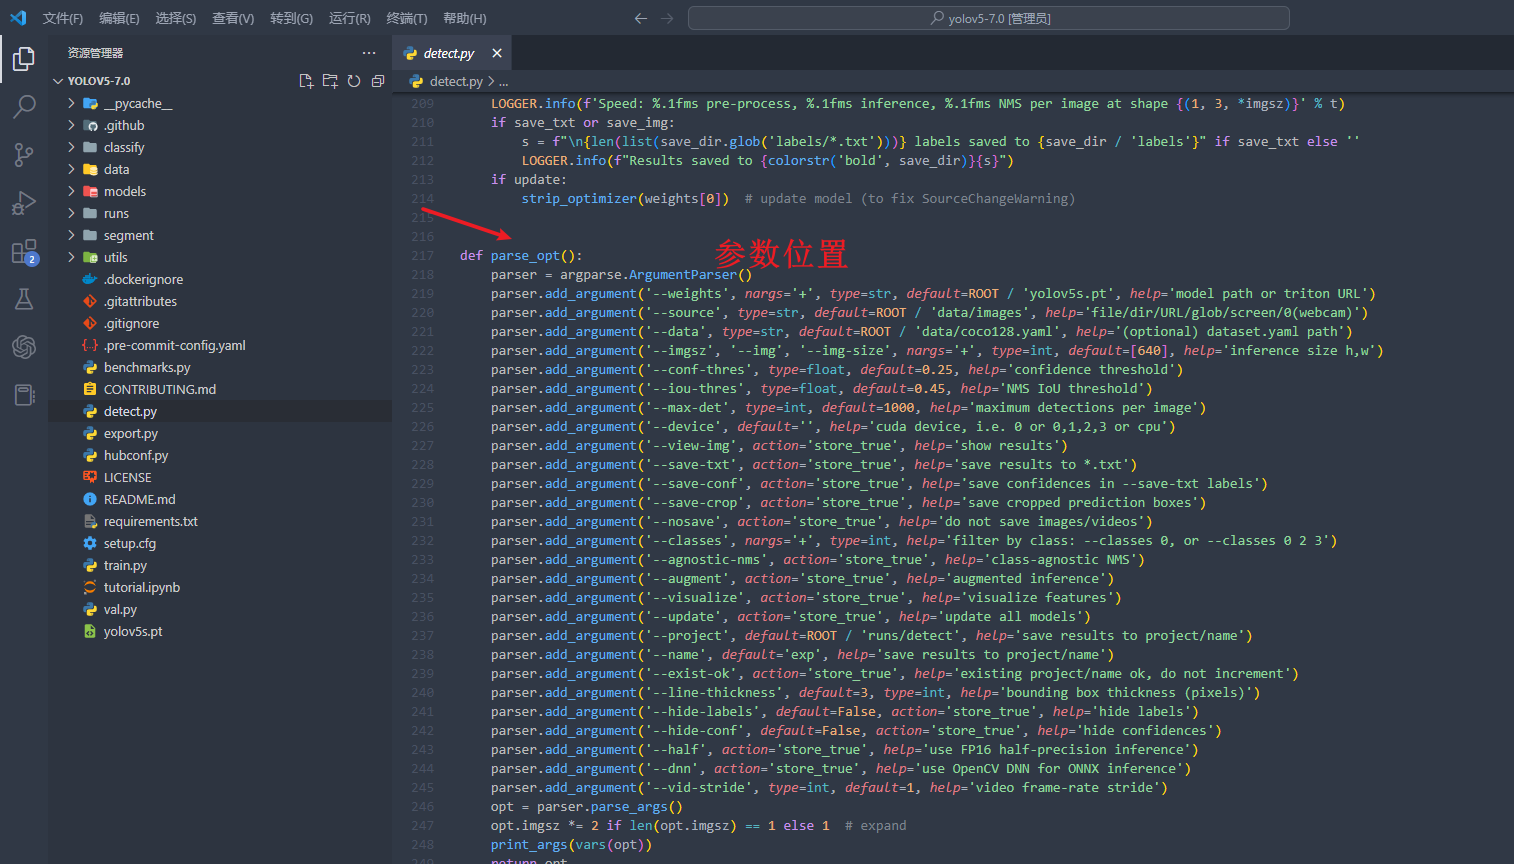 文件(F) 编辑(E) 选择(S) 查看(V) 转到(G) 运行(R) 终端(T) 帮助(H)
yolov5-7.0 [管理员]
资源管理器
detect.py
YOLOV5-7.0
detect.py > ...
__pycache__
.github
classify
data
models
runs
segment
utils
.dockerignore
.gitattributes
.gitignore
.pre-commit-config.yaml
benchmarks.py
CONTRIBUTING.md
detect.py
export.py
hubconf.py
LICENSE
README.md
requirements.txt
setup.cfg
train.py
tutorial.ipynb
val.py
yolov5s.pt
2
209 LOGGER.info(f'Speed: %.1fms pre-process, %.1fms inference, %.1fms NMS per image at shape {(1, 3, *imgsz)}' % t)
210 if save_txt or save_img:
211 s = f"\n{len(list(save_dir.glob('labels/*.txt')))} labels saved to {save_dir / 'labels'}" if save_txt else ''
212 LOGGER.info(f"Results saved to {colorstr('bold', save_dir)}{s}")
213 if update:
214 strip_optimizer(weights[0])  # update model (to fix SourceChangeWarning)
215
216
参数位置
217 def parse_opt():
218 parser = argparse.ArgumentParser()
219 parser.add_argument('--weights', nargs='+', type=str, default=ROOT / 'yolov5s.pt', help='model path or triton URL')
220 parser.add_argument('--source', type=str, default=ROOT / 'data/images', help='file/dir/URL/glob/screen/0(webcam)')
221 parser.add_argument('--data', type=str, default=ROOT / 'data/coco128.yaml', help='(optional) dataset.yaml path')
222 parser.add_argument('--imgsz', '--img', '--img-size', nargs='+', type=int, default=[640], help='inference size h,w')
223 parser.add_argument('--conf-thres', type=float, default=0.25, help='confidence threshold')
224 parser.add_argument('--iou-thres', type=float, default=0.45, help='NMS IoU threshold')
225 parser.add_argument('--max-det', type=int, default=1000, help='maximum detections per image')
226 parser.add_argument('--device', default='', help='cuda device, i.e. 0 or 0,1,2,3 or cpu')
227 parser.add_argument('--view-img', action='store_true', help='show results')
228 parser.add_argument('--save-txt', action='store_true', help='save results to *.txt')
229 parser.add_argument('--save-conf', action='store_true', help='save confidences in --save-txt labels')
230 parser.add_argument('--save-crop', action='store_true', help='save cropped prediction boxes')
231 parser.add_argument('--nosave', action='store_true', help='do not save images/videos')
232 parser.add_argument('--classes', nargs='+', type=int, help='filter by class: --classes 0, or --classes 0 2 3')
233 parser.add_argument('--agnostic-nms', action='store_true', help='class-agnostic NMS')
234 parser.add_argument('--augment', action='store_true', help='augmented inference')
235 parser.add_argument('--visualize', action='store_true', help='visualize features')
236 parser.add_argument('--update', action='store_true', help='update all models')
237 parser.add_argument('--project', default=ROOT / 'runs/detect', help='save results to project/name')
238 parser.add_argument('--name', default='exp', help='save results to project/name')
239 parser.add_argument('--exist-ok', action='store_true', help='existing project/name ok, do not increment')
240 parser.add_argument('--line-thickness', default=3, type=int, help='bounding box thickness (pixels)')
241 parser.add_argument('--hide-labels', default=False, action='store_true', help='hide labels')
242 parser.add_argument('--hide-conf', default=False, action='store_true', help='hide confidences')
243 parser.add_argument('--half', action='store_true', help='use FP16 half-precision inference')
244 parser.add_argument('--dnn', action='store_true', help='use OpenCV DNN for ONNX inference')
245 parser.add_argument('--vid-stride', type=int, default=1, help='video frame-rate stride')
246 opt = parser.parse_args()
247 opt.imgsz *= 2 if len(opt.imgsz) == 1 else 1  # expand
248 print_args(vars(opt))
249 return opt